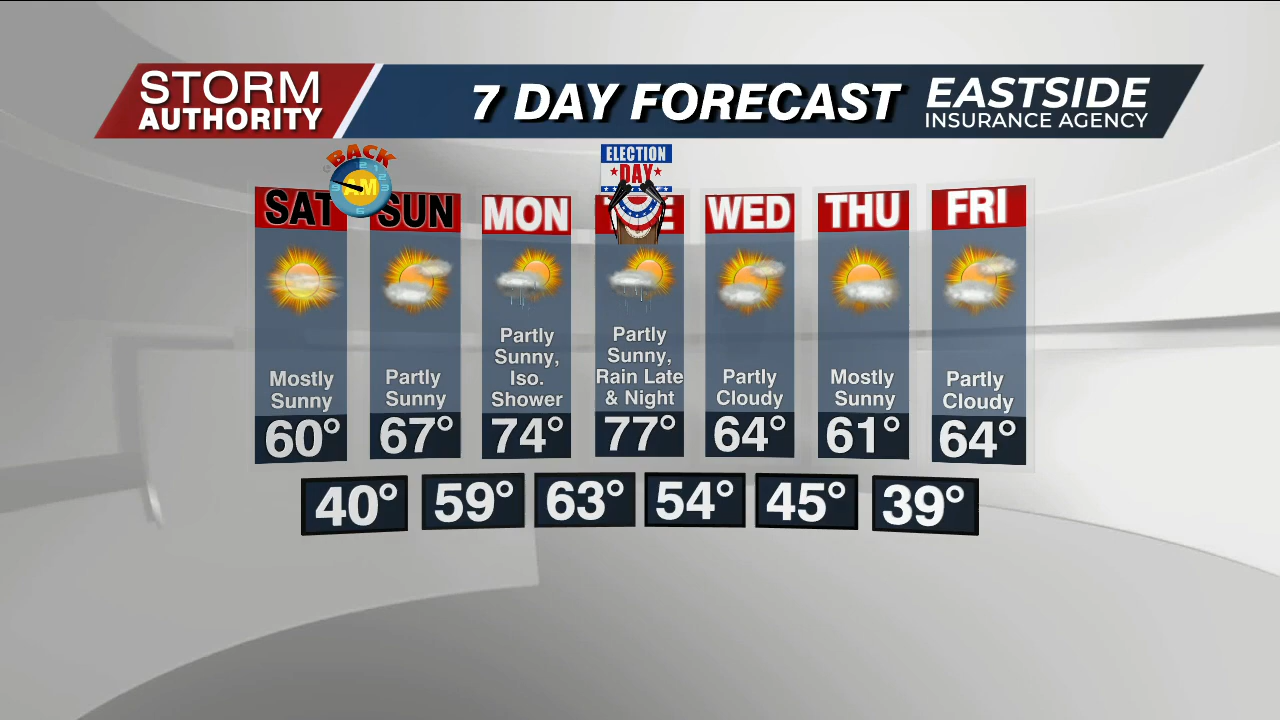 STORM
AUTHORITY
7 DAY FORECAST
EASTSIDE
INSURANCE AGENCY
BACK
AM
ELECTION
DAY
SAT
SUN
MON
WED
THU
FRI
Mostly
Sunny
60°
Partly
Sunny
67°
Partly
Sunny,
Iso.
Shower
74°
Partly
Sunny,
Rain Late
& Night
77°
Partly
Cloudy
64°
Mostly
Sunny
61°
Partly
Cloudy
64°
40°
59°
63°
54°
45°
39°